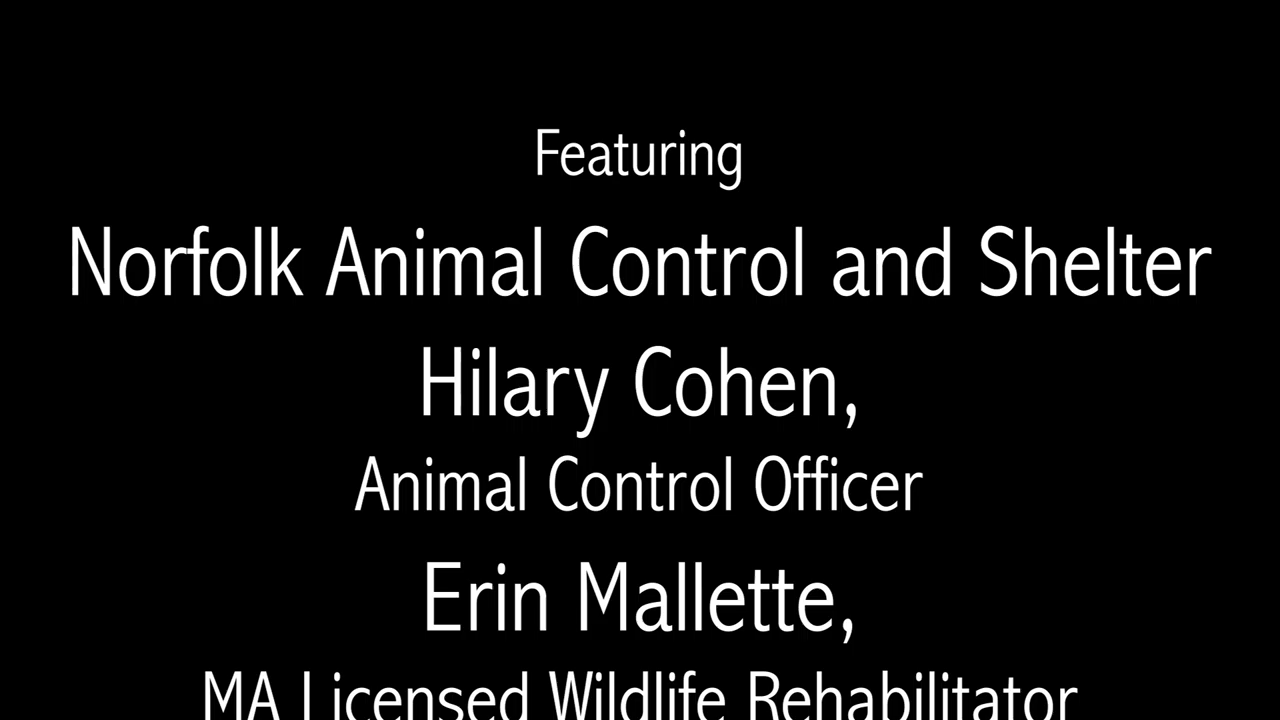 Featuring
Norfolk Animal Control and Shelter
Hilary Cohen,
Animal Control Officer
Erin Mallette,
MA Licensed Wildlife Rehabilitator